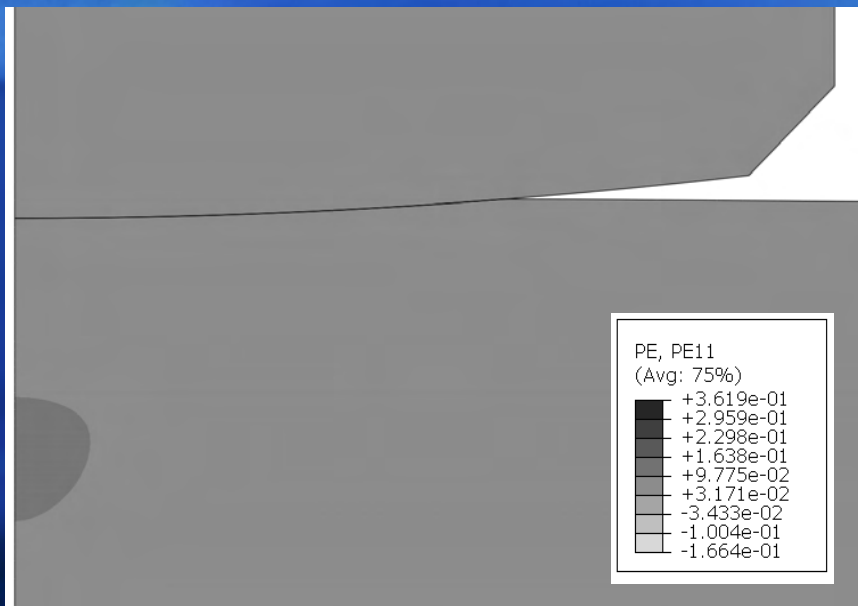 PE, PE11
(Avg: 75%)
+3.619e-01
+2.959e-01
+2.298e-01
+1.638e-01
+9.775e-02
+3.171e-02
-3.433e-02
-1.004e-01
-1.664e-01